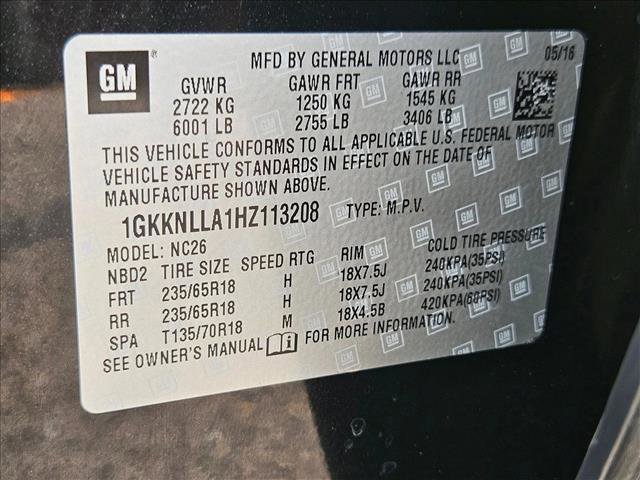 GM
MFD BY GENERAL MOTORS LLC 05/16
GVWR GAWR FRT GAWR RR
2722 KG 1250 KG 1545 KG
6001 LB 2755 LB 3406 LB
THIS VEHICLE CONFORMS TO ALL APPLICABLE U.S. FEDERAL MOTOR
VEHICLE SAFETY STANDARDS IN EFFECT ON THE DATE OF
MANUFACTURE SHOWN ABOVE.
1GKKNLLA1HZ113208 TYPE: M.P.V.
MODEL: NC26
NBD2 TIRE SIZE SPEED RTG RIM COLD TIRE PRESSURE
FRT 235/65R18 H 18X7.5J 240KPA(35PSI)
RR 235/65R18 H 18X7.5J 240KPA(35PSI)
SPA T135/70R18 M 18X4.5B 420KPA(60PSI)
SEE OWNER'S MANUAL i FOR MORE INFORMATION.